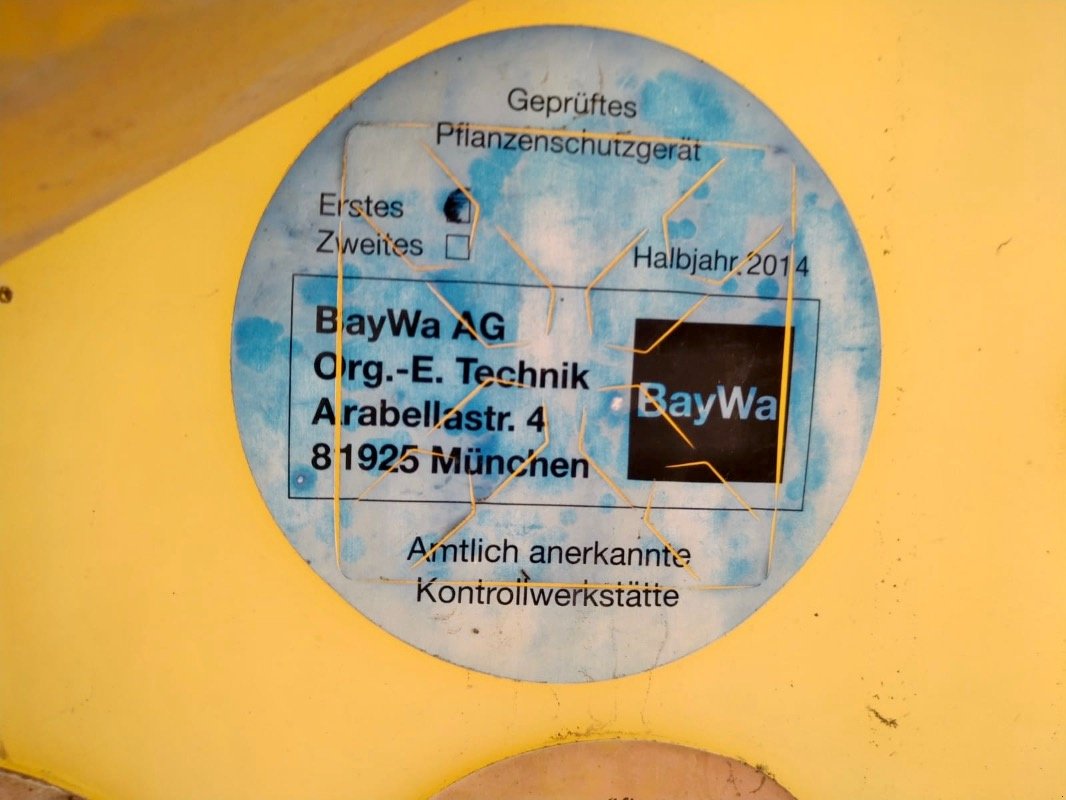 Geprüftes
Pflanzenschutzgerät
Erstes
Zweites
Halbjahr 2014
BayWa AG
Org.-E. Technik
Arabellastr. 4
81925 München
BayWa
Amtlich anerkannte
Kontrollwerkstätte